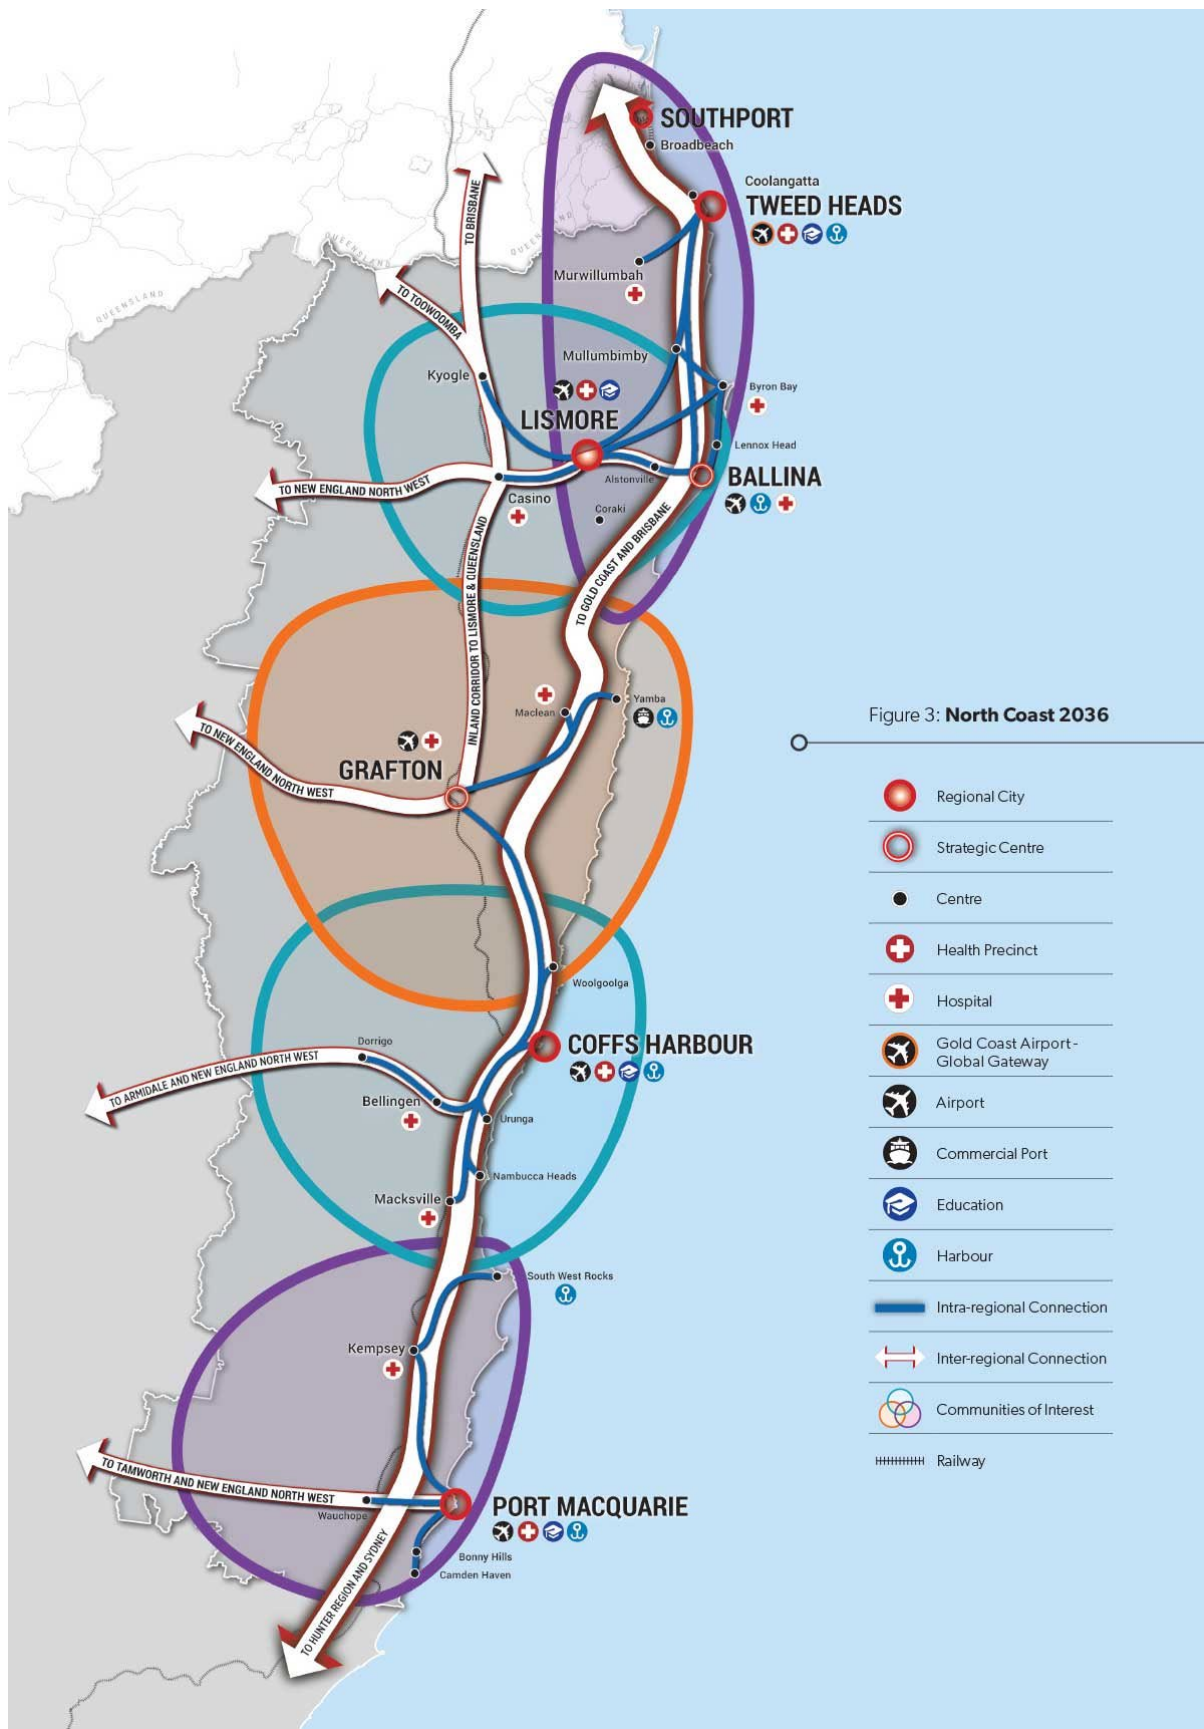 SOUTHPORT
Broadbeach
Coolangatta
TWEED HEADS
TO BRISBANE
QUEENSLAND
QUEENSLAND
QUEENSLAND
TO TOOWOOMBA
Murwillumbah
Mullumbimby
Kyogle
Byron Bay
LISMORE
Lennox Head
TO NEW ENGLAND NORTH WEST
Alstonville
BALLINA
Casino
Coraki
TO GOLD COAST AND BRISBANE
INLAND CORRIDOR TO LISMORE & QUEENSLAND
Yamba
Maclean
TO NEW ENGLAND NORTH WEST
GRAFTON
Woolgoolga
COFFS HARBOUR
Dorrigo
TO ARMIDALE AND NEW ENGLAND NORTH WEST
Bellingen
Urunga
Nambucca Heads
Macksville
South West Rocks
Kempsey
TO TAMWORTH AND NEW ENGLAND NORTH WEST
Wauchope
PORT MACQUARIE
Bonny Hills
Camden Haven
TO HUNTER REGION AND SYDNEY
Figure 3: North Coast 2036
Regional City
Strategic Centre
Centre
Health Precinct
Hospital
Gold Coast Airport -
Global Gateway
Airport
Commercial Port
Education
Harbour
Intra-regional Connection
Inter-regional Connection
Communities of Interest
Railway